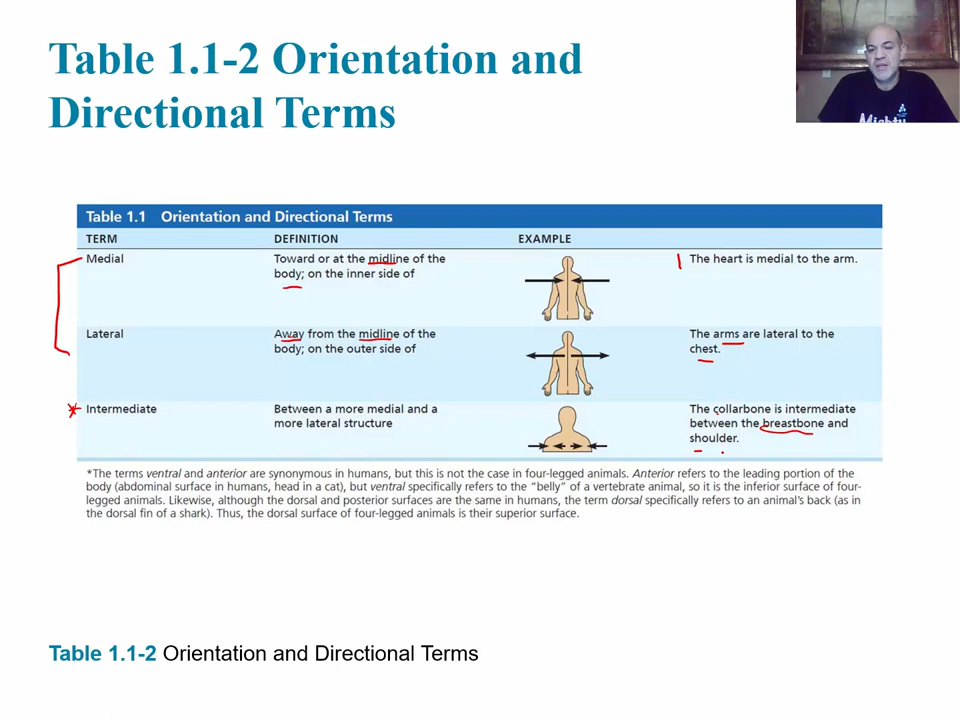 Table 1.1-2 Orientation and
Directional Terms
Mighty
Table 1.1 Orientation and Directional Terms
TERM DEFINITION EXAMPLE
Medial Toward or at the midline of the The heart is medial to the arm.
body; on the inner side of
Lateral Away from the midline of the The arms are lateral to the
body; on the outer side of chest.
Intermediate Between a more medial and a The collarbone is intermediate
more lateral structure between the breastbone and
shoulder.
*The terms ventral and anterior are synonymous in humans, but this is not the case in four-legged animals. Anterior refers to the leading portion of the
body (abdominal surface in humans, head in a cat), but ventral specifically refers to the "belly" of a vertebrate animal, so it is the inferior surface of four-
legged animals. Likewise, although the dorsal and posterior surfaces are the same in humans, the term dorsal specifically refers to an animal's back (as in
the dorsal fin of a shark). Thus, the dorsal surface of four-legged animals is their superior surface.
Table 1.1-2 Orientation and Directional Terms